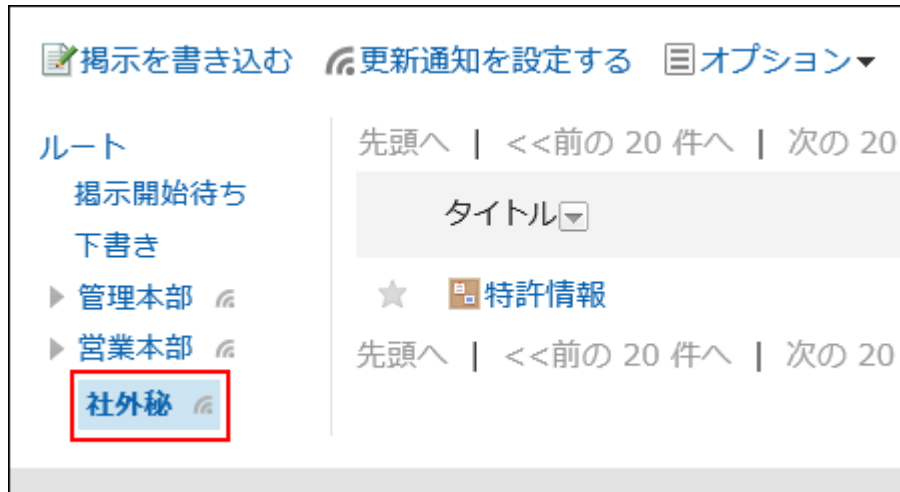 掲示を書き込む 更新通知を設定する オプション
ルート
掲示開始待ち
下書き
管理本部
営業本部
社外秘
先頭へ | <<前の 20 件へ | 次の 20
タイトル
特許情報
先頭へ | <<前の 20 件へ | 次の 20